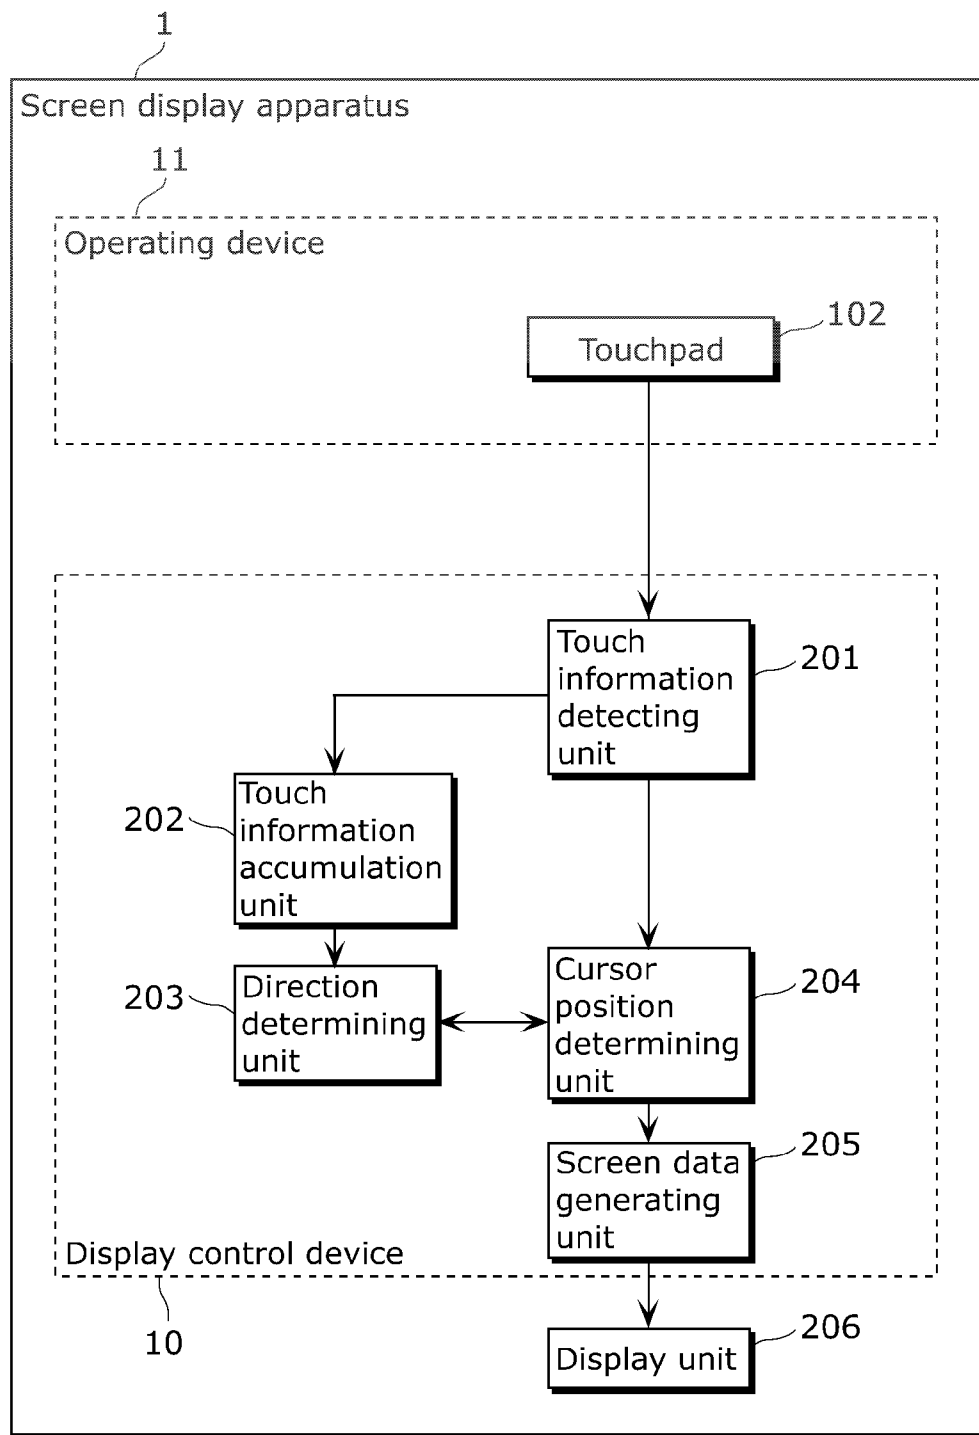 1
Screen display apparatus
11
Operating device
102
Touchpad
Touch
information
detecting
unit
201
Touch
information
accumulation
unit
202
Direction
determining
unit
203
Cursor
position
determining
unit
204
Screen data
generating
unit
205
Display control device
10
Display unit
206